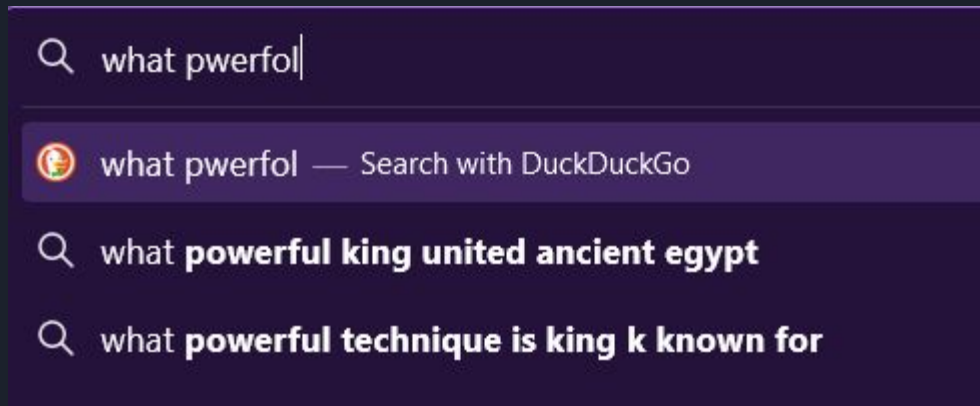 what pwerfol
what pwerfol — Search with DuckDuckGo
what powerful king united ancient egypt
what powerful technique is king k known for